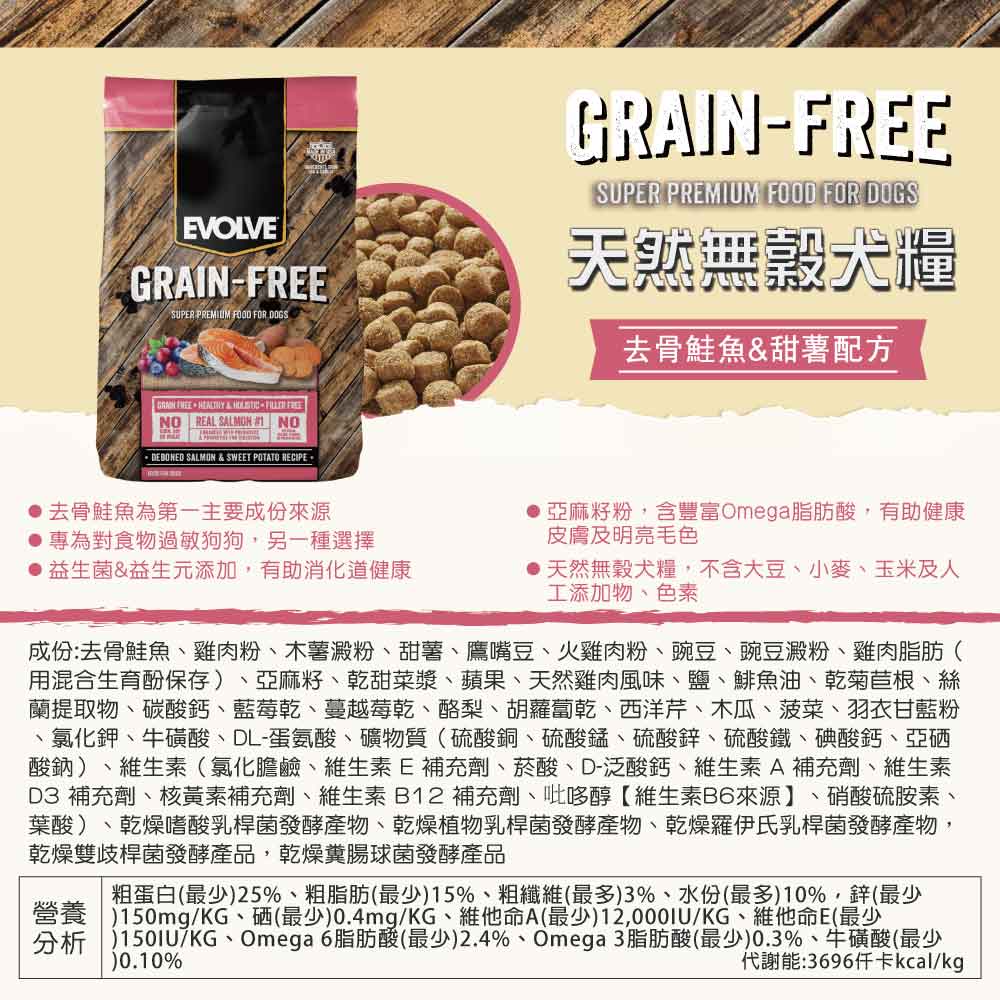 GRAIN-FREE
SUPER PREMIUM FOOD FOR DOGS
天然無穀犬糧
去骨鮭魚&甜薯配方
MADE IN USA
EVOLVE
GRAIN-FREE
SUPER PREMIUM FOOD FOR DOGS
GRAIN FREE • HEALTHY & HOLISTIC • FILLER FREE
NO
CORN, SOY
OR WHEAT
REAL SALMON #1
ENHANCED WITH PREBIOTICS
& PROBIOTICS FOR DIGESTION
NO
• DEBONED SALMON & SWEET POTATO RECIPE •
FOOD FOR DOGS
● 去骨鮭魚為第一主要成份來源
● 專為對食物過敏狗狗，另一種選擇
● 益生菌&益生元添加，有助消化道健康
● 亞麻籽粉，含豐富Omega脂肪酸，有助健康
皮膚及明亮毛色
● 天然無穀犬糧，不含大豆、小麥、玉米及人
工添加物、色素
成份:去骨鮭魚、雞肉粉、木薯澱粉、甜薯、鷹嘴豆、火雞肉粉、豌豆、豌豆澱粉、雞肉脂肪（
用混合生育酚保存）、亞麻籽、乾甜菜漿、蘋果、天然雞肉風味、鹽、鯡魚油、乾菊苣根、絲
蘭提取物、碳酸鈣、藍莓乾、蔓越莓乾、酪梨、胡蘿蔔乾、西洋芹、木瓜、菠菜、羽衣甘藍粉
、氯化鉀、牛磺酸、DL-蛋氨酸、礦物質（硫酸銅、硫酸錳、硫酸鋅、硫酸鐵、碘酸鈣、亞硒
酸鈉）、維生素（氯化膽鹼、維生素 E 補充劑、菸酸、D-泛酸鈣、維生素 A 補充劑、維生素
D3 補充劑、核黃素補充劑、維生素 B12 補充劑、吡哆醇【維生素B6來源】、硝酸硫胺素、
葉酸）、乾燥嗜酸乳桿菌發酵產物、乾燥植物乳桿菌發酵產物、乾燥羅伊氏乳桿菌發酵產物，
乾燥雙歧桿菌發酵產品，乾燥糞腸球菌發酵產品
營養
分析
粗蛋白(最少)25%、粗脂肪(最少)15%、粗纖維(最多)3%、水份(最多)10%，鋅(最少
)150mg/KG、硒(最少)0.4mg/KG、維他命A(最少)12,000IU/KG、維他命E(最少
)150IU/KG、Omega 6脂肪酸(最少)2.4%、Omega 3脂肪酸(最少)0.3%、牛磺酸(最少
)0.10%
代謝能:3696仟卡kcal/kg